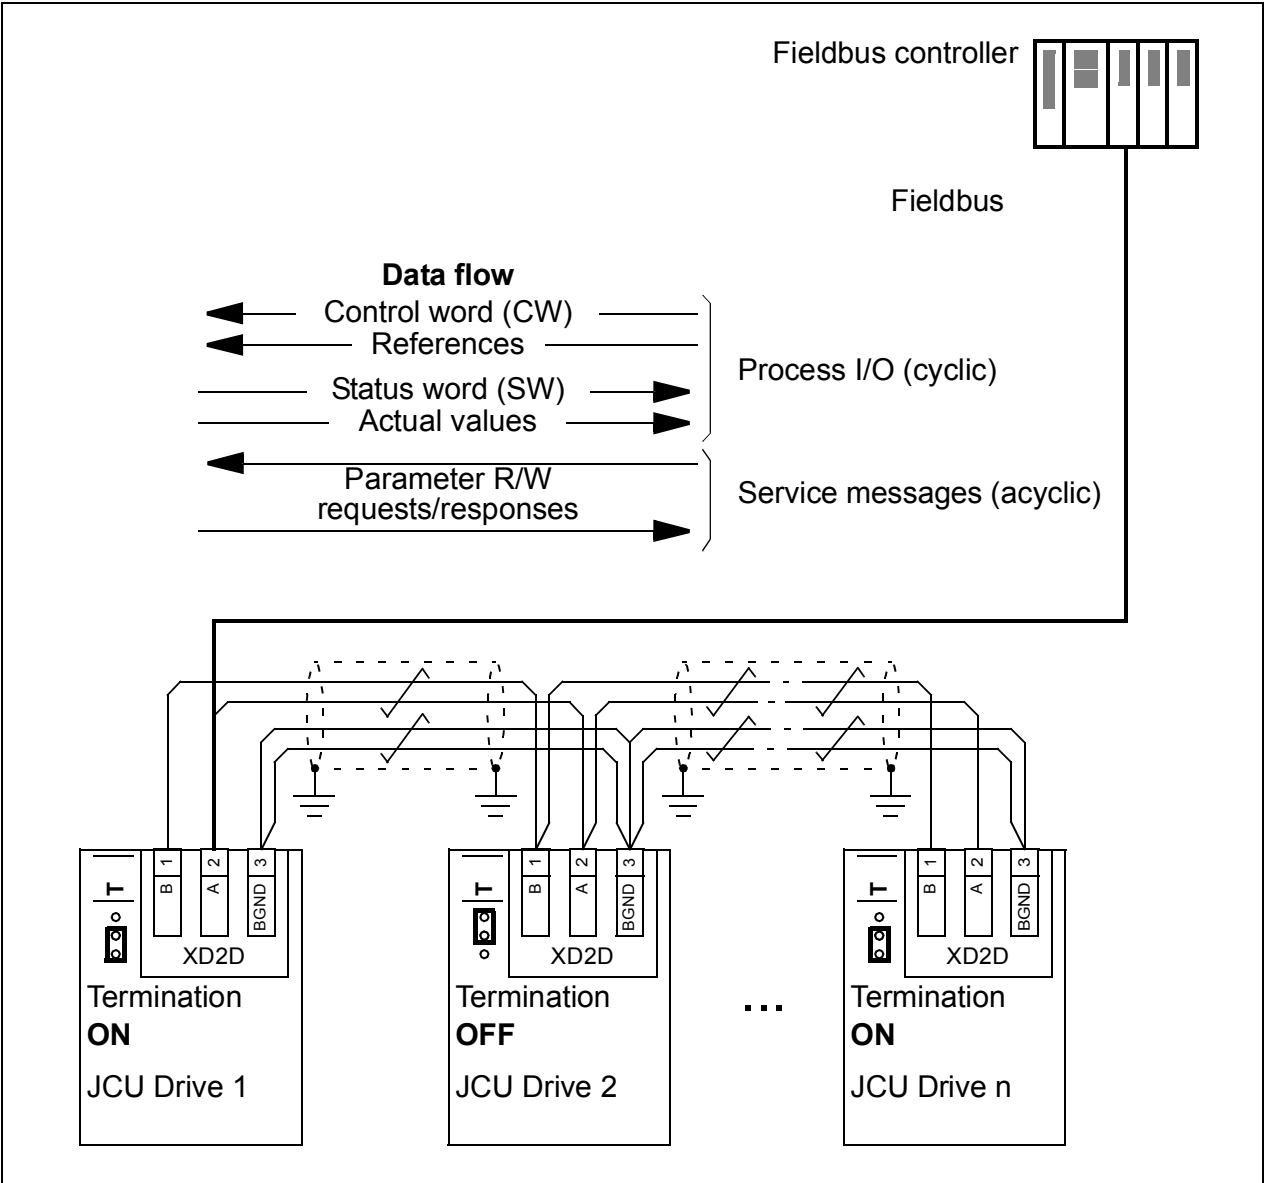 Fieldbus controller
Fieldbus
Data flow
Control word (CW)
References
Status word (SW)
Actual values
Process I/O (cyclic)
Parameter R/W
requests/responses
Service messages (acyclic)
T
1
2
3
B
A
BGND
XD2D
Termination
ON
JCU Drive 1
T
1
2
3
B
A
BGND
XD2D
Termination
OFF
JCU Drive 2
...
T
1
2
3
B
A
BGND
XD2D
Termination
ON
JCU Drive n